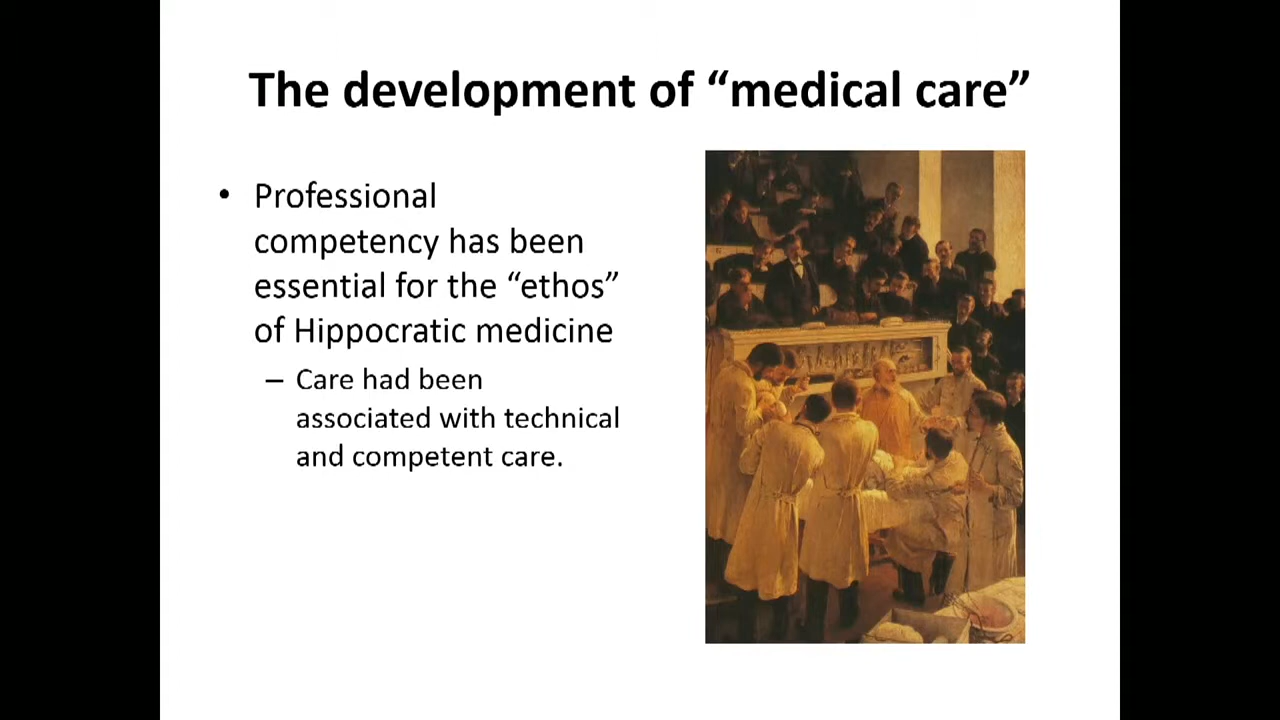 The development of “medical care”
• Professional
competency has been
essential for the “ethos”
of Hippocratic medicine
– Care had been
associated with technical
and competent care.